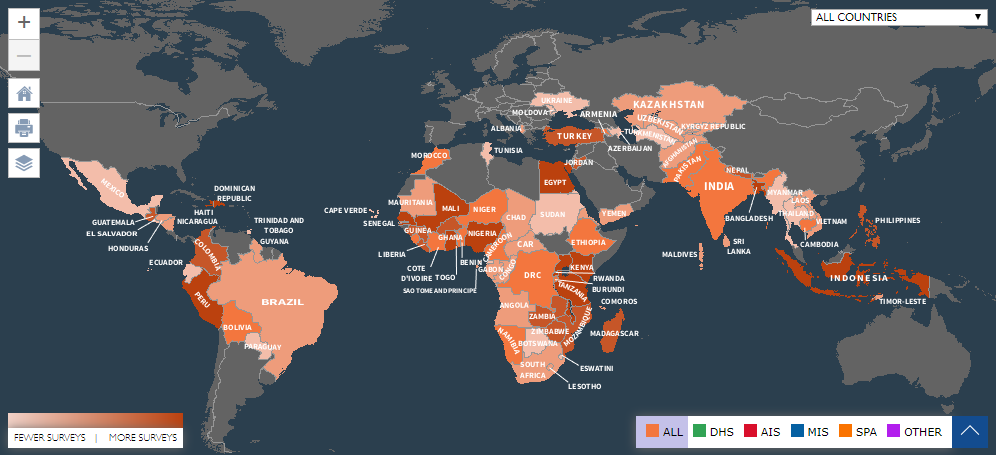 +
ALL COUNTRIES ▼
−
UKRAINE
KAZAKHSTAN
MOLDOVA
ARMENIA
UZBEKISTAN
KYRGYZ REPUBLIC
ALBANIA
TURKEY
TURKMENISTAN
AZERBAIJAN
TUNISIA
MOROCCO
AFGHANISTAN
JORDAN
PAKISTAN
NEPAL
EGYPT
INDIA
MEXICO
DOMINICAN
REPUBLIC
MYANMAR
LAOS
MAURITANIA
MALI
NIGER
HAITI
CAPE VERDE
CHAD
SUDAN
YEMEN
BANGLADESH
THAILAND
GUATEMALA
NICARAGUA
TRINIDAD AND
TOBAGO
SENEGAL
VIETNAM
PHILIPPINES
EL SALVADOR
GUINEA
GHANA
NIGERIA
ETHIOPIA
SRI
LANKA
CAMBODIA
HONDURAS
GUYANA
COLOMBIA
LIBERIA
CAMEROON
CAR
MALDIVES
ECUADOR
COTE
D'IVOIRE
TOGO
BENIN
GABON
CONGO
DRC
KENYA
RWANDA
BURUNDI
INDONESIA
SAO TOME AND PRINCIPE
TANZANIA
PERU
BRAZIL
ANGOLA
COMOROS
TIMOR-LESTE
ZAMBIA
BOLIVIA
NAMIBIA
ZIMBABWE
MOZAMBIQUE
MADAGASCAR
PARAGUAY
BOTSWANA
SOUTH
AFRICA
ESWATINI
LESOTHO
FEWER SURVEYS | MORE SURVEYS
ALL DHS AIS MIS SPA OTHER